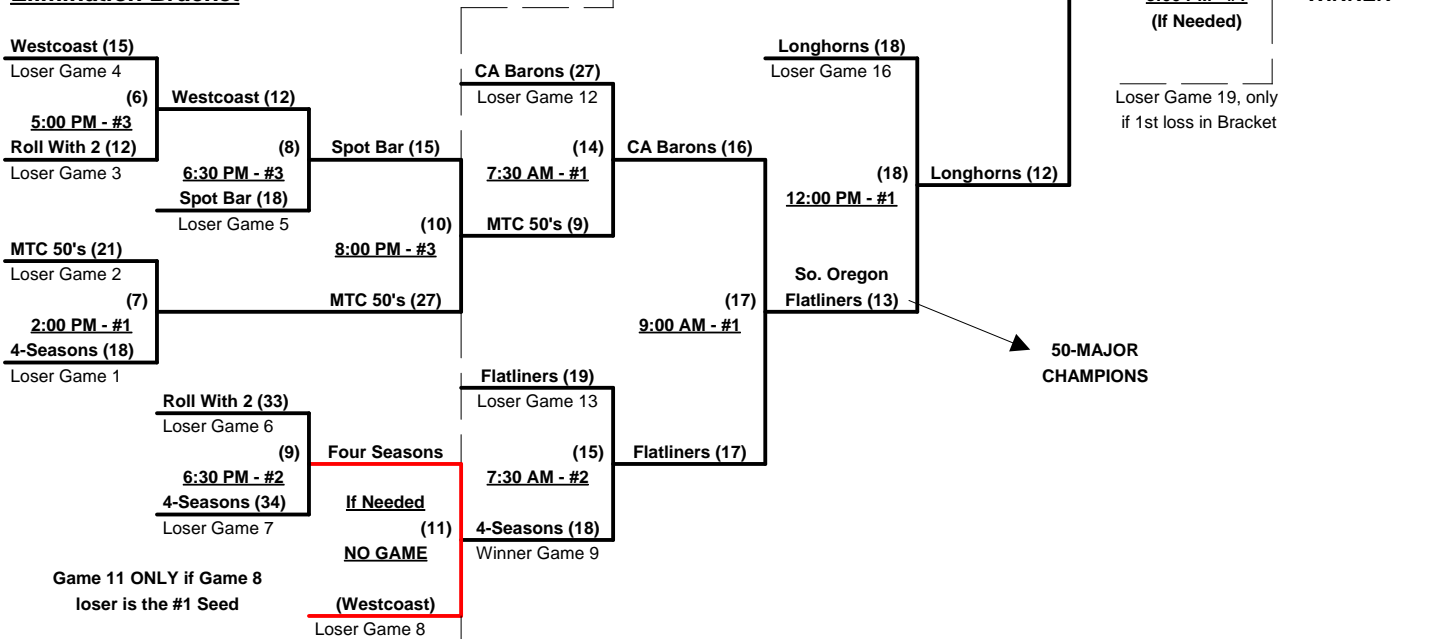 Westcoast (15)
Loser Game 4
(6)
5:00 PM - #3
Roll With 2 (12)
Loser Game 3
Westcoast (12)
(8)
6:30 PM - #3
Spot Bar (18)
Loser Game 5
MTC 50's (21)
Loser Game 2
(7)
2:00 PM - #1
4-Seasons (18)
Loser Game 1
Spot Bar (15)
(10)
8:00 PM - #3
MTC 50's (27)
Roll With 2 (33)
Loser Game 6
(9)
6:30 PM - #2
4-Seasons (34)
Loser Game 7
Four Seasons
If Needed
(11)
NO GAME
(Westcoast)
Loser Game 8
Game 11 ONLY if Game 8
loser is the #1 Seed
CA Barons (27)
Loser Game 12
(14)
7:30 AM - #1
MTC 50's (9)
CA Barons (16)
Flatliners (19)
Loser Game 13
(15)
7:30 AM - #2
4-Seasons (18)
Winner Game 9
Flatliners (17)
(17)
9:00 AM - #1
Longhorns (18)
Loser Game 16
(18)
12:00 PM - #1
So. Oregon
Flatliners (13)
Longhorns (12)
50-MAJOR
CHAMPIONS
(If Needed)
Loser Game 19, only
if 1st loss in Bracket